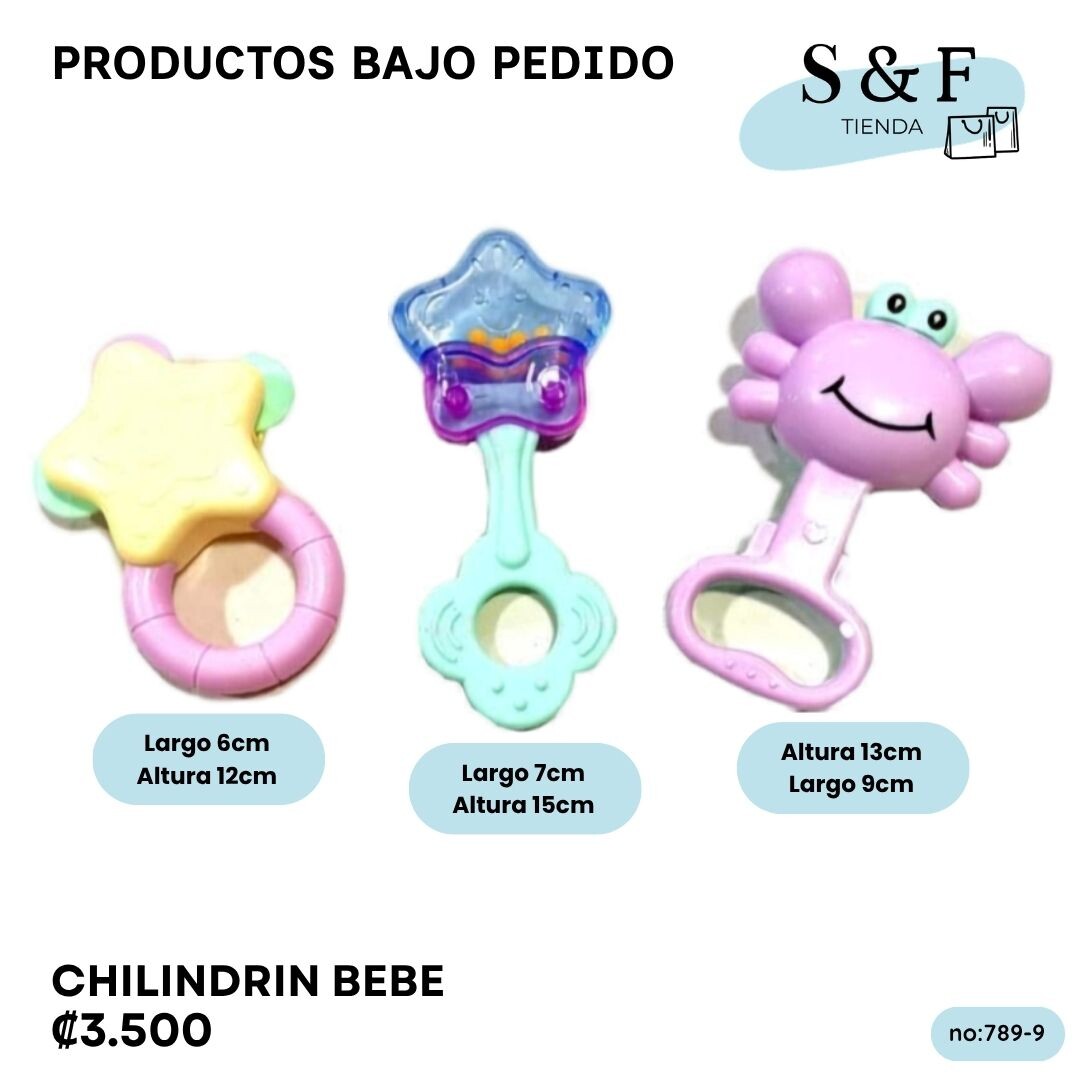 PRODUCTOS BAJO PEDIDO
S & F
TIENDA
Largo 6cm
Altura 12cm
Largo 7cm
Altura 15cm
Altura 13cm
Largo 9cm
CHILINDRIN BEBE
₡3.500
no:789-9